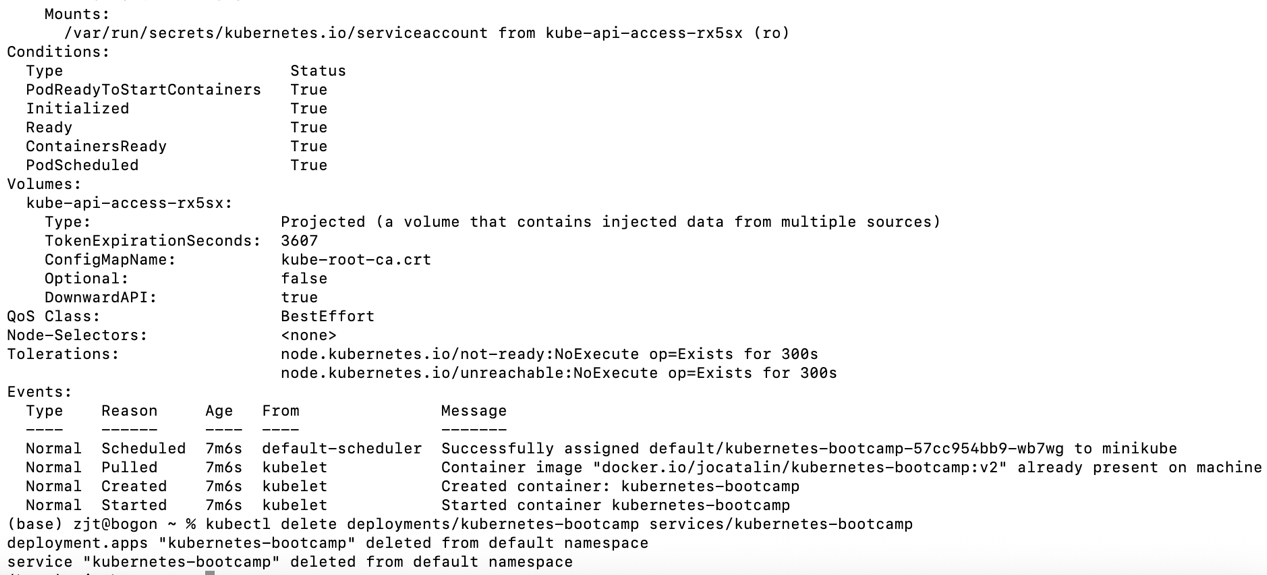 Mounts:
/var/run/secrets/kubernetes.io/serviceaccount from kube-api-access-rx5sx (ro)
Conditions:
Type Status
PodReadyToStartContainers True
Initialized True
Ready True
ContainersReady True
PodScheduled True
Volumes:
kube-api-access-rx5sx:
Type: Projected (a volume that contains injected data from multiple sources)
TokenExpirationSeconds: 3607
ConfigMapName: kube-root-ca.crt
Optional: false
DownwardAPI: true
QoS Class: BestEffort
Node-Selectors: <none>
Tolerations: node.kubernetes.io/not-ready:NoExecute op=Exists for 300s
node.kubernetes.io/unreachable:NoExecute op=Exists for 300s
Events:
Type Reason Age From Message
---- ------ ---- ---- -------
Normal Scheduled 7m6s default-scheduler Successfully assigned default/kubernetes-bootcamp-57cc954bb9-wb7wg to minikube
Normal Pulled 7m6s kubelet Container image "docker.io/jocatalin/kubernetes-bootcamp:v2" already present on machine
Normal Created 7m6s kubelet Created container: kubernetes-bootcamp
Normal Started 7m6s kubelet Started container kubernetes-bootcamp
(base) zjt@bogon ~ % kubectl delete deployments/kubernetes-bootcamp services/kubernetes-bootcamp
deployment.apps "kubernetes-bootcamp" deleted from default namespace
service "kubernetes-bootcamp" deleted from default namespace